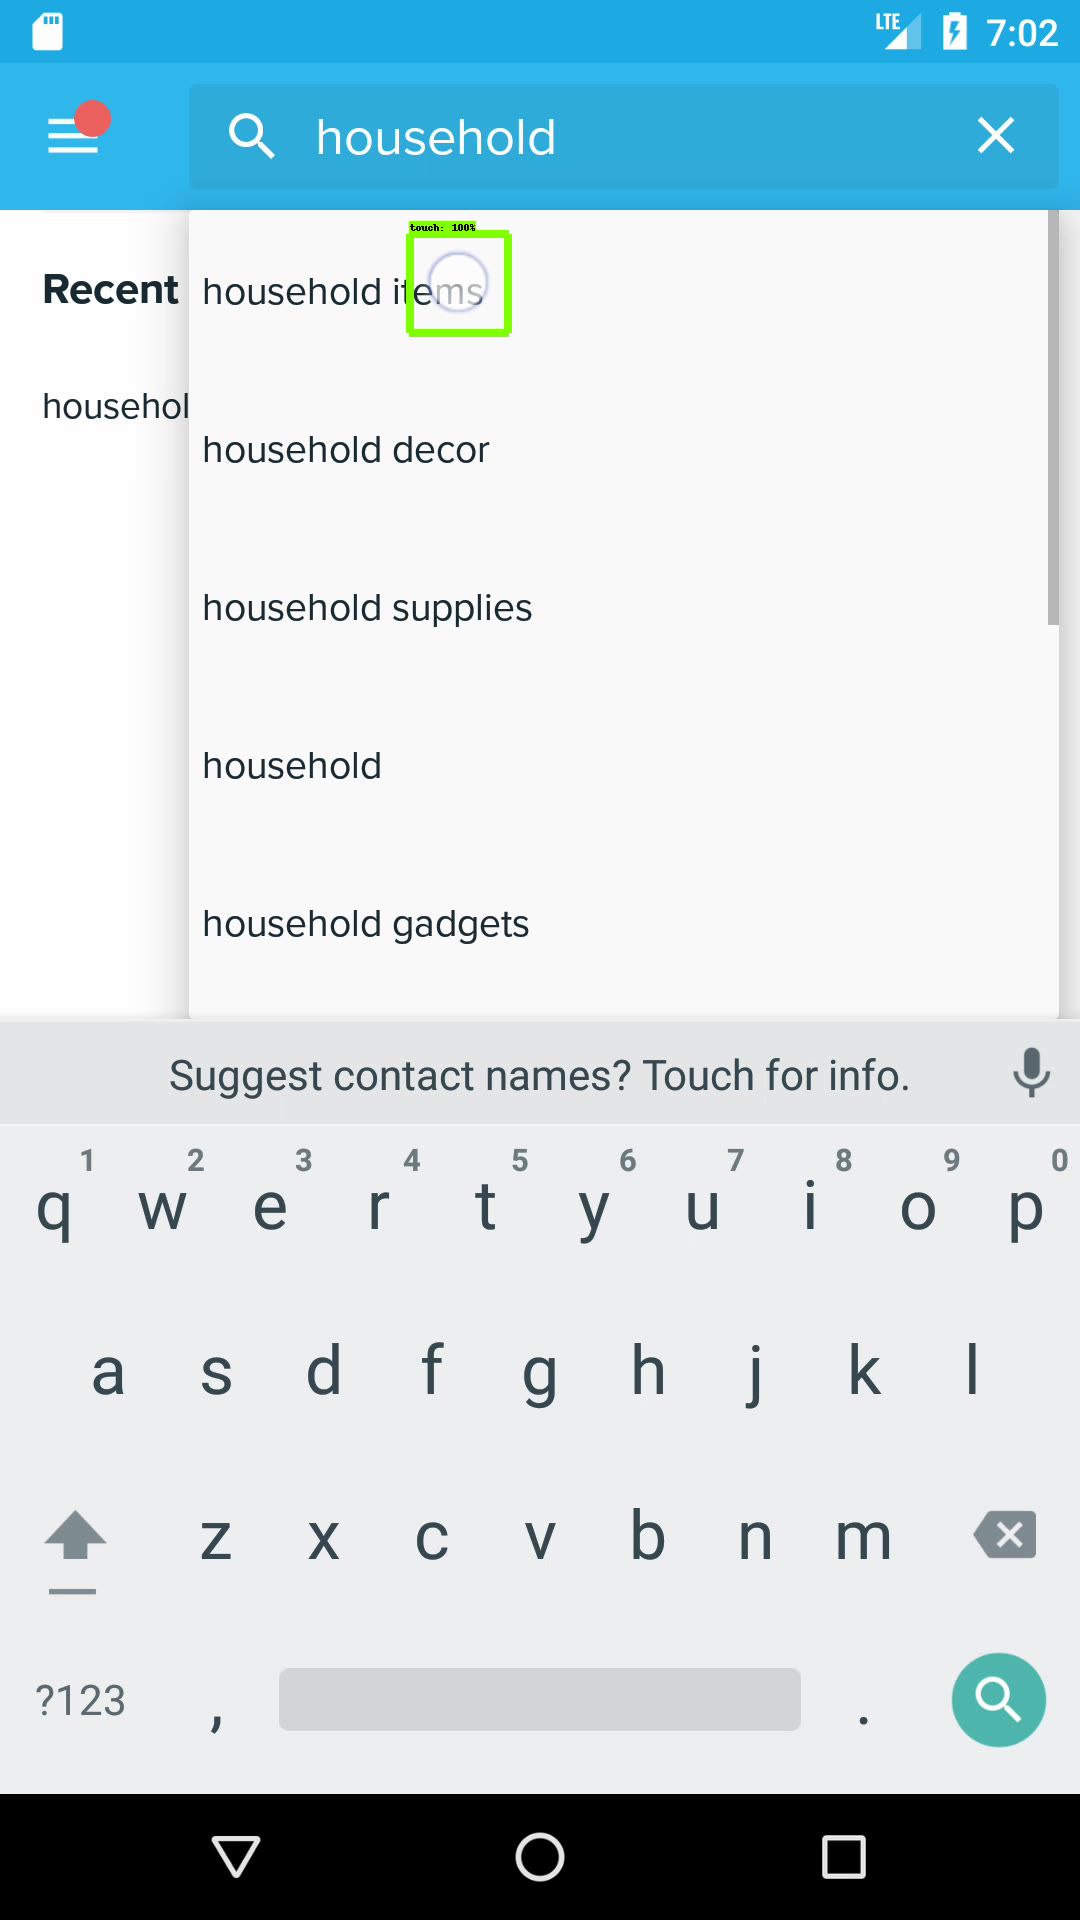 LTE 7:02
household
touch: 100%
Recent
household items
househol
household decor
household supplies
household
household gadgets
Suggest contact names? Touch for info.
1 2 3 4 5 6 7 8 9 0
q w e r t y u i o p
a s d f g h j k l
z x c v b n m
?123 , .